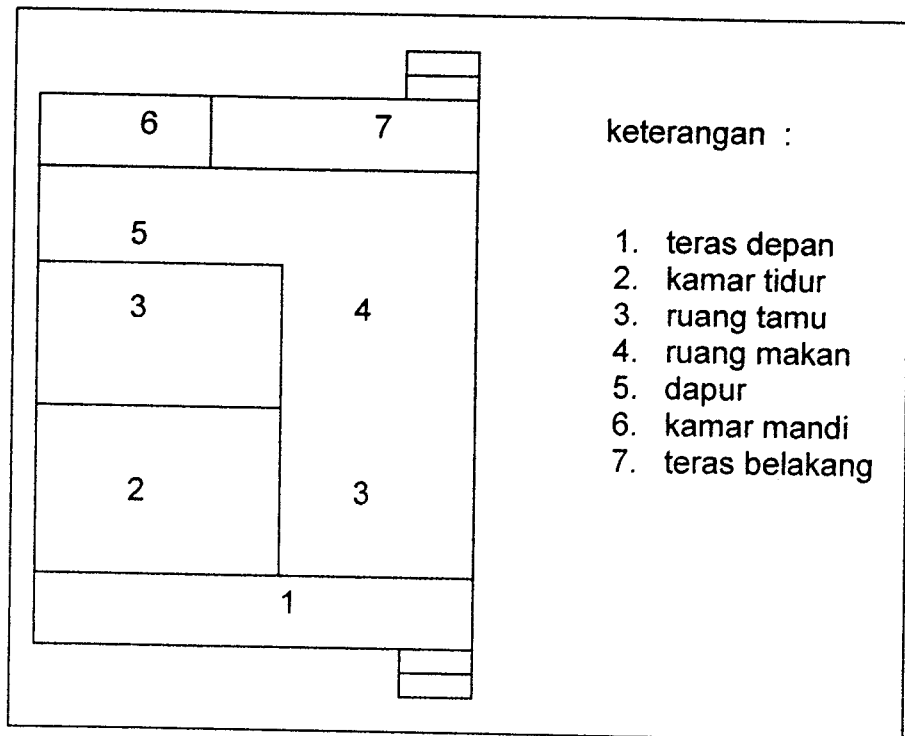 6
7
5
3
4
2
3
1
keterangan :
1. teras depan
2. kamar tidur
3. ruang tamu
4. ruang makan
5. dapur
6. kamar mandi
7. teras belakang